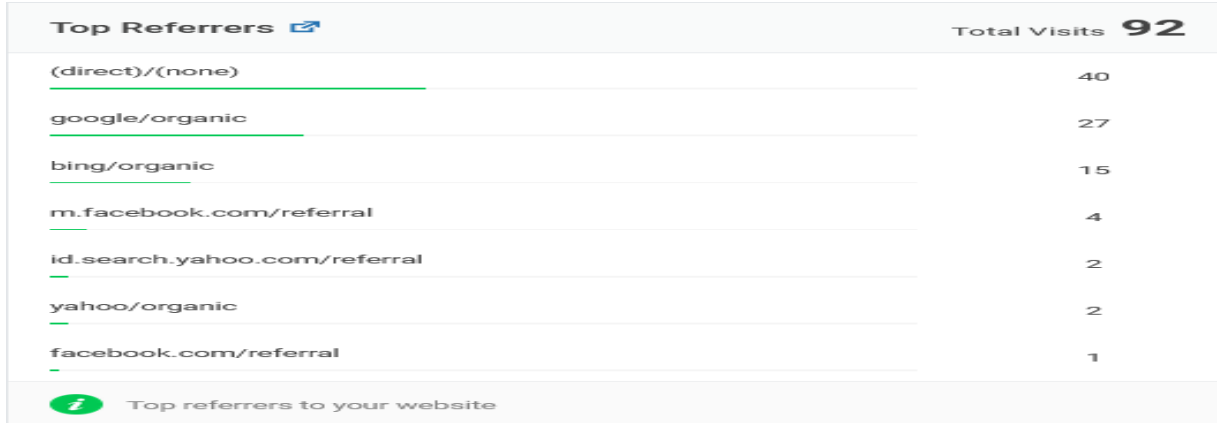 Top Referrers Total Visits 92
(direct)/(none) 40
google/organic 27
bing/organic 15
m.facebook.com/referral 4
id.search.yahoo.com/referral 2
yahoo/organic 2
facebook.com/referral 1
i Top referrers to your website